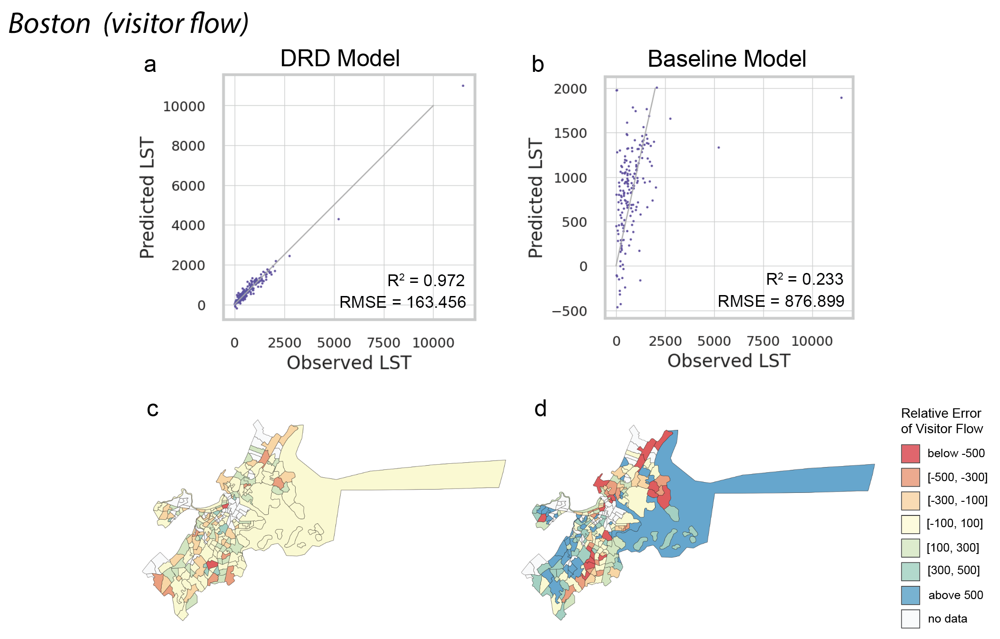 Boston (visitor flow)
a
DRD Model
Predicted LST
10000
8000
6000
4000
2000
0
R² = 0.972
RMSE = 163.456
0 2500 5000 7500 10000
Observed LST
b
Baseline Model
Predicted LST
2000
1500
1000
500
0
−500
R² = 0.233
RMSE = 876.899
0 2500 5000 7500 10000
Observed LST
c
d
Relative Error
of Visitor Flow
below -500
[-500, -300]
[-300, -100]
[-100, 100]
[100, 300]
[300, 500]
above 500
no data